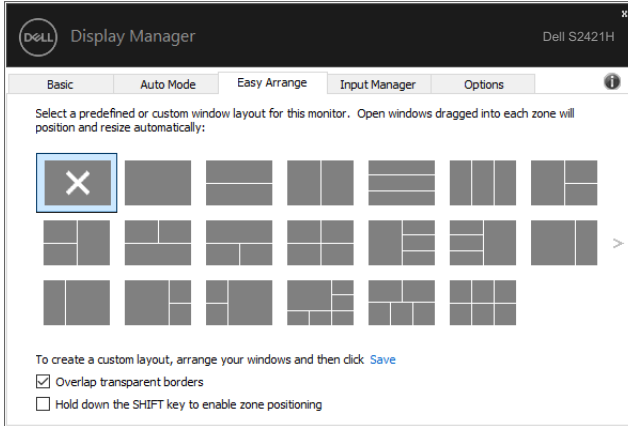 x
DELL Display Manager Dell S2421H
Basic Auto Mode Easy Arrange Input Manager Options i
Select a predefined or custom window layout for this monitor. Open windows dragged into each zone will
position and resize automatically:
>
To create a custom layout, arrange your windows and then click Save
Overlap transparent borders
Hold down the SHIFT key to enable zone positioning